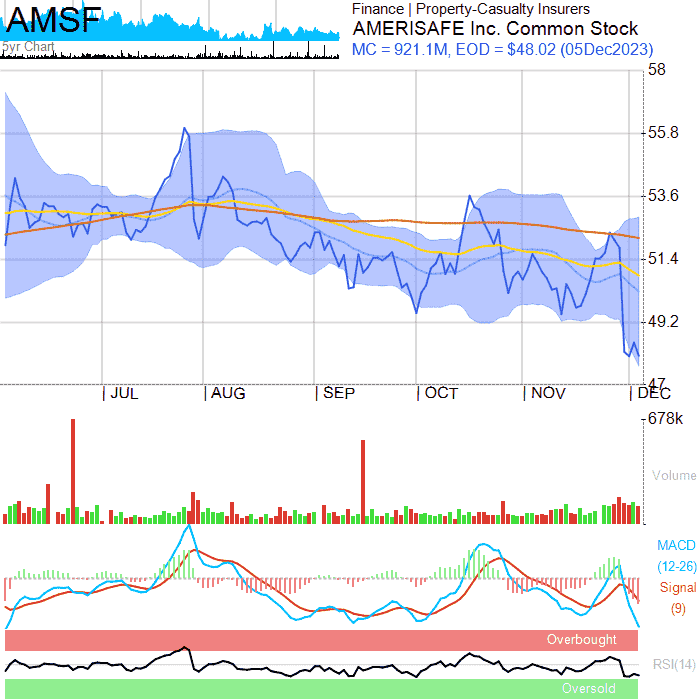 AMSF
5yr Chart
Finance | Property-Casualty Insurers
AMERISAFE Inc. Common Stock
MC = 921.1M, EOD = $48.02 (05Dec2023)
58
55.8
53.6
51.4
49.2
47
| JUL | AUG | SEP | OCT | NOV | DEC
678k
Volume
MACD
(12-26)
Signal
(9)
Overbought
RSI(14)
Oversold